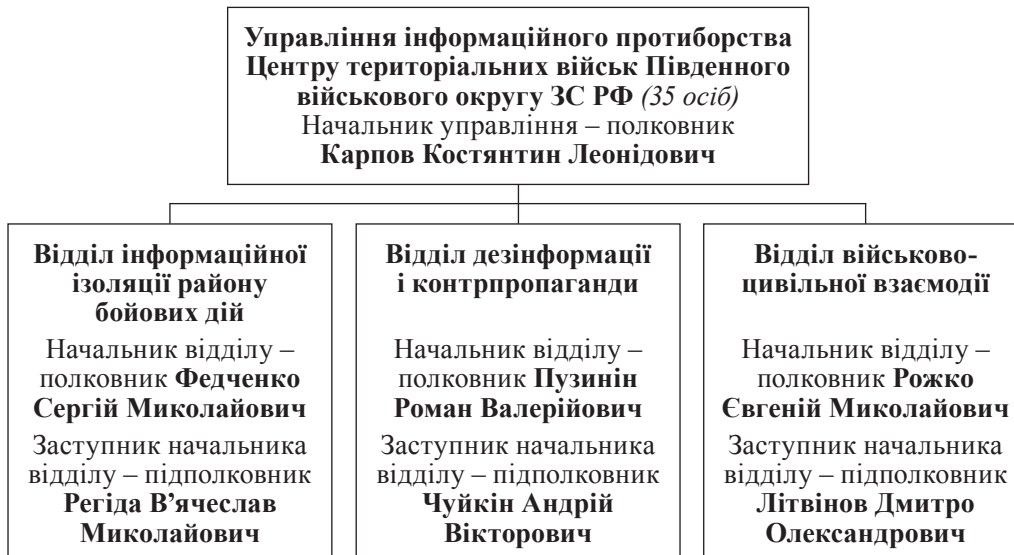 Управління інформаційного протиборства
Центру територіальних військ Південного
військового округу ЗС РФ (35 осіб)
Начальник управління – полковник
Карпов Костянтин Леонідович
Відділ інформаційної
ізоляції району
бойових дій
Начальник відділу –
полковник Федченко
Сергій Миколайович
Заступник начальника
відділу – підполковник
Регіда В’ячеслав
Миколайович
Відділ дезінформації
і контрпропаганди
Начальник відділу –
полковник Пузинін
Роман Валерійович
Заступник начальника
відділу – підполковник
Чуйкін Андрій
Вікторович
Відділ військово-
цивільної взаємодії
Начальник відділу –
полковник Рожко
Євгеній Миколайович
Заступник начальника
відділу – підполковник
Літвінов Дмитро
Олександрович